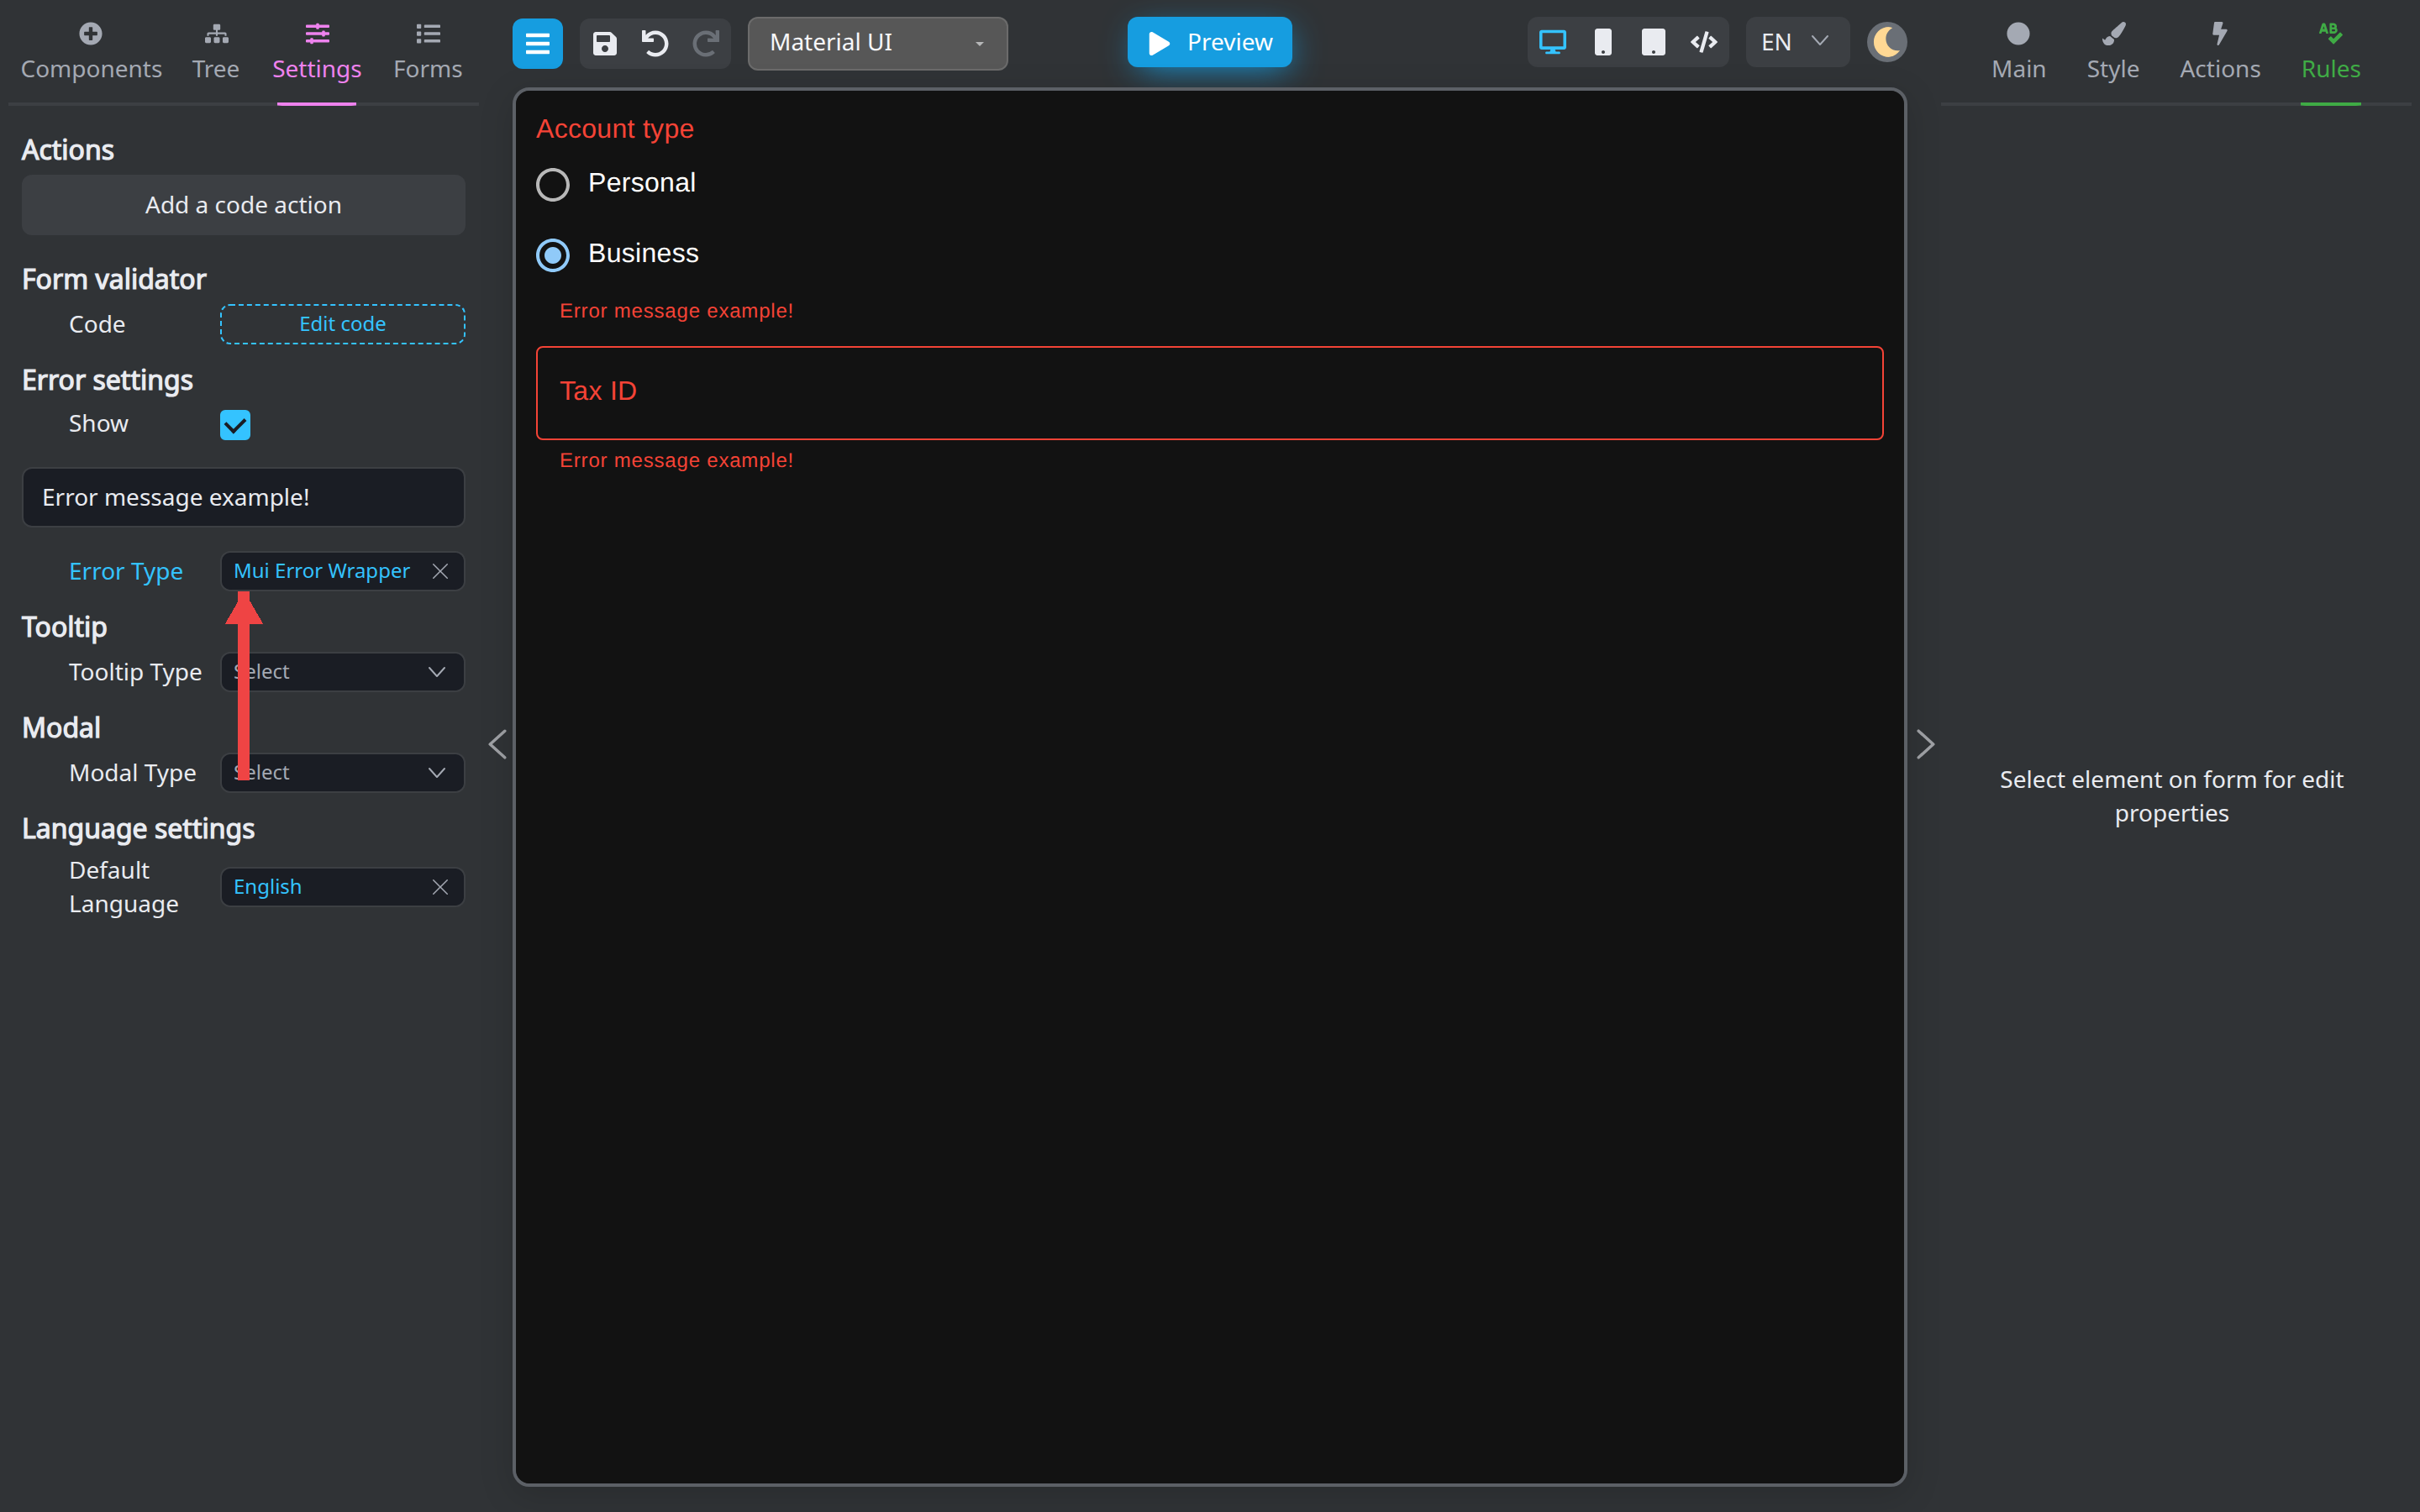 Components
Tree
Settings
Forms
Material UI
Preview
EN
Main
Style
Actions
AB
Rules
Actions
Add a code action
Form validator
Code
Edit code
Error settings
Show
Error message example!
Error Type
Mui Error Wrapper
Tooltip
Tooltip Type
Select
Modal
Modal Type
Select
Language settings
Default
Language
English
Account type
Personal
Business
Error message example!
Tax ID
Error message example!
Select element on form for edit
properties